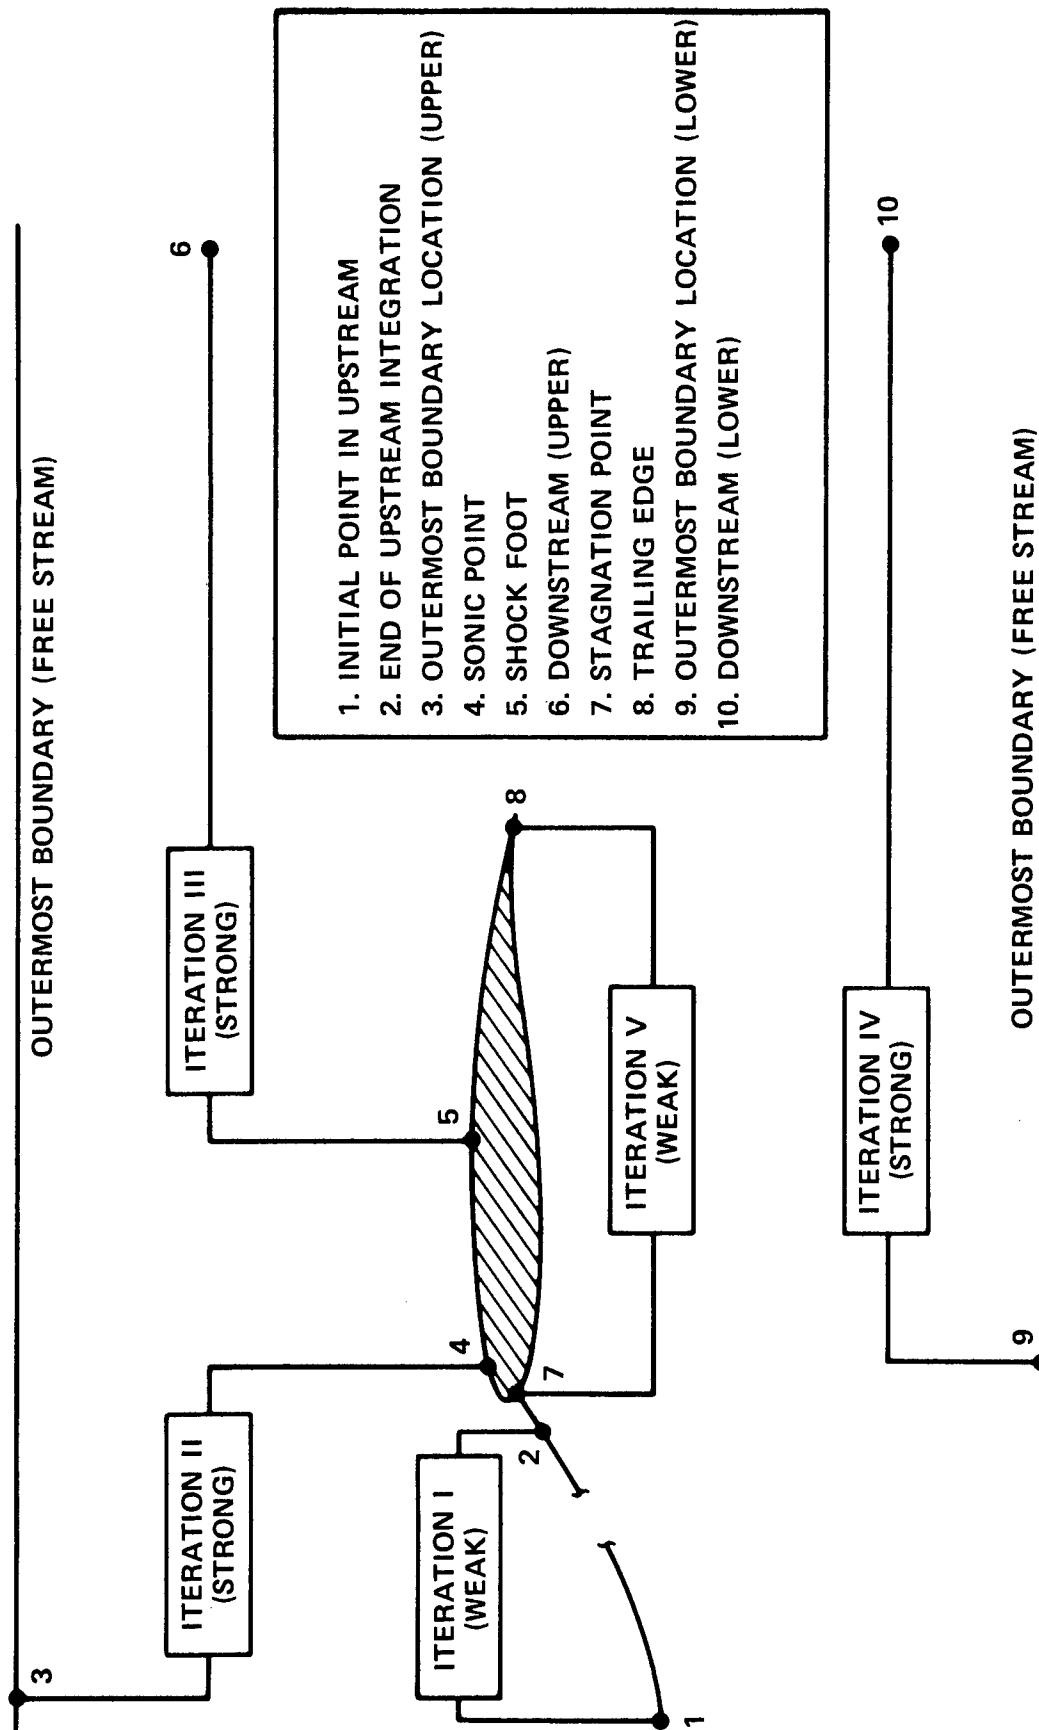 OUTERMOST BOUNDARY (FREE STREAM)
3
ITERATION II
(STRONG)
ITERATION III
(STRONG)
6
ITERATION I
(WEAK)
4
5
8
2
7
1
ITERATION V
(WEAK)
ITERATION IV
(STRONG)
10
9
OUTERMOST BOUNDARY (FREE STREAM)
1. INITIAL POINT IN UPSTREAM
2. END OF UPSTREAM INTEGRATION
3. OUTERMOST BOUNDARY LOCATION (UPPER)
4. SONIC POINT
5. SHOCK FOOT
6. DOWNSTREAM (UPPER)
7. STAGNATION POINT
8. TRAILING EDGE
9. OUTERMOST BOUNDARY LOCATION (LOWER)
10. DOWNSTREAM (LOWER)